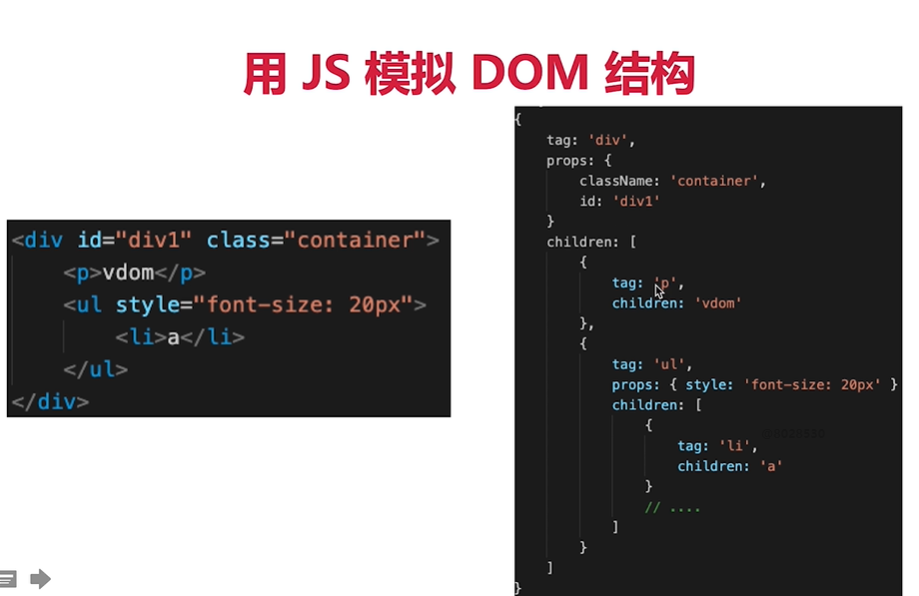 用 JS 模拟 DOM 结构
<div id="div1" class="container">
<p>vdom</p>
<ul style="font-size: 20px">
<li>a</li>
</ul>
</div>
{
tag: 'div',
props: {
className: 'container',
id: 'div1'
}
children: [
{
tag: 'p',
children: 'vdom'
},
{
tag: 'ul',
props: { style: 'font-size: 20px' }
children: [
{
tag: 'li',
children: 'a'
}
// ....
]
}
]
}